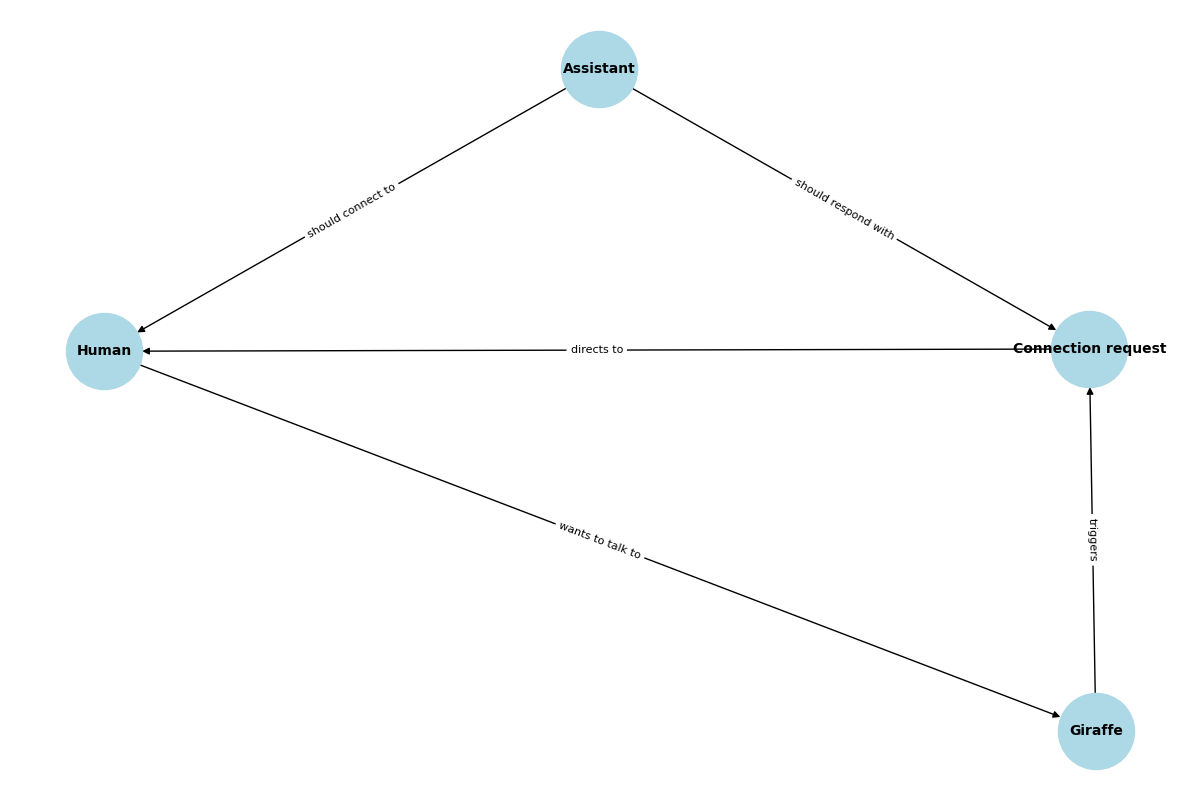 Assistant
should connect to
should respond with
Human
directs to
Connection request
wants to talk to
triggers
Giraffe